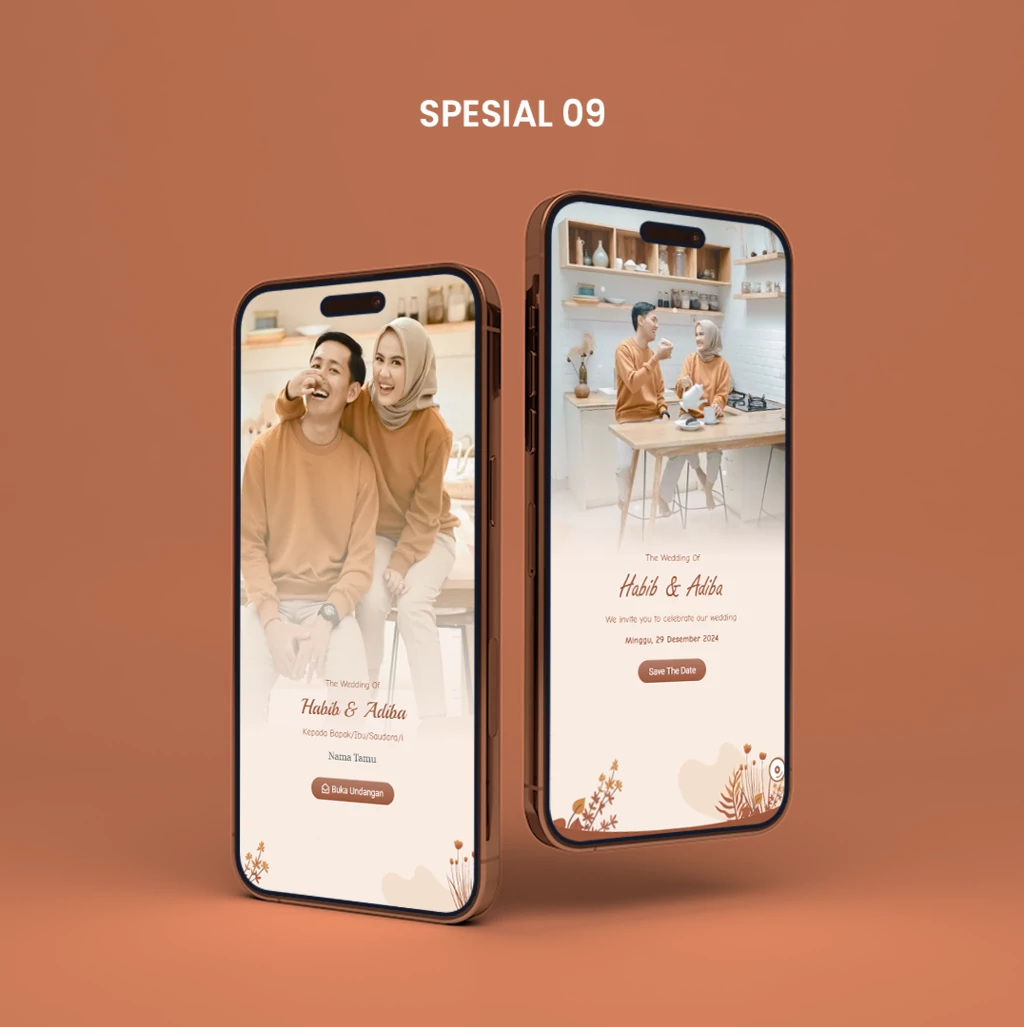 SPESIAL 09
The Wedding Of
Habib & Adiba
Kepada Bapak/Ibu/Saudara/i
Nama Tamu
Buka Undangan
The Wedding Of
Habib & Adiba
We invite you to celebrate our wedding
Minggu, 29 Desember 2024
Save The Date